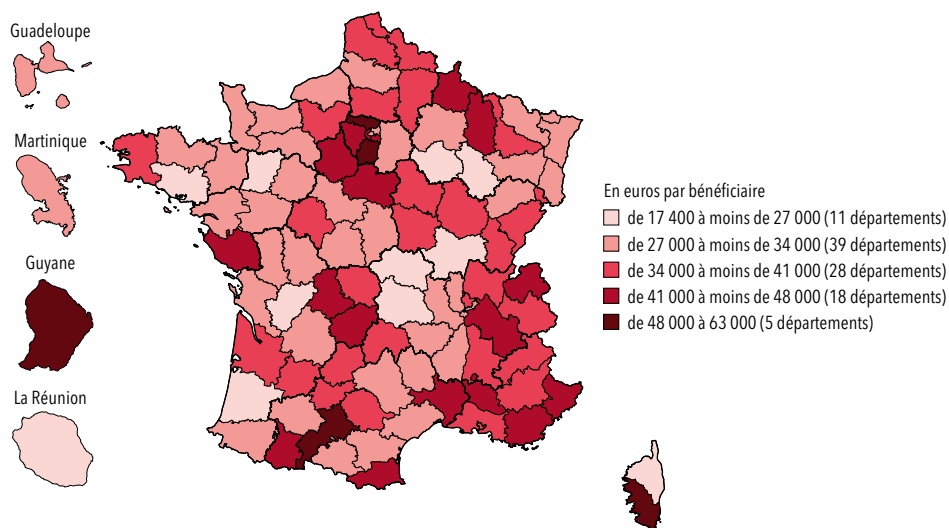 Guadeloupe
Martinique
Guyane
La Réunion
En euros par bénéficiaire
de 17 400 à moins de 27 000 (11 départements)
de 27 000 à moins de 34 000 (39 départements)
de 34 000 à moins de 41 000 (28 départements)
de 41 000 à moins de 48 000 (18 départements)
de 48 000 à 63 000 (5 départements)